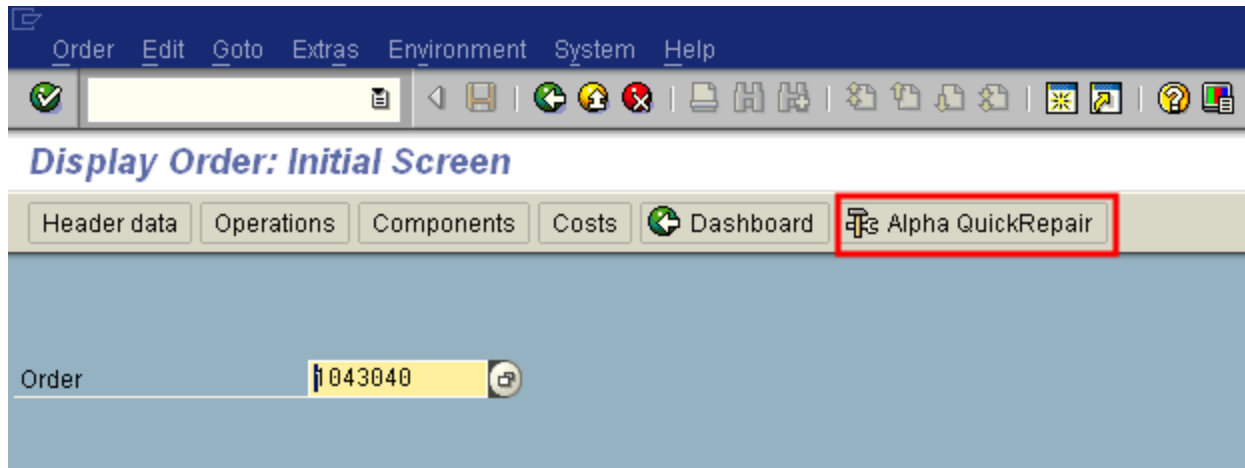 Order Edit Goto Extras Environment System Help
Display Order: Initial Screen
Header data Operations Components Costs Dashboard Alpha QuickRepair
Order 1043040